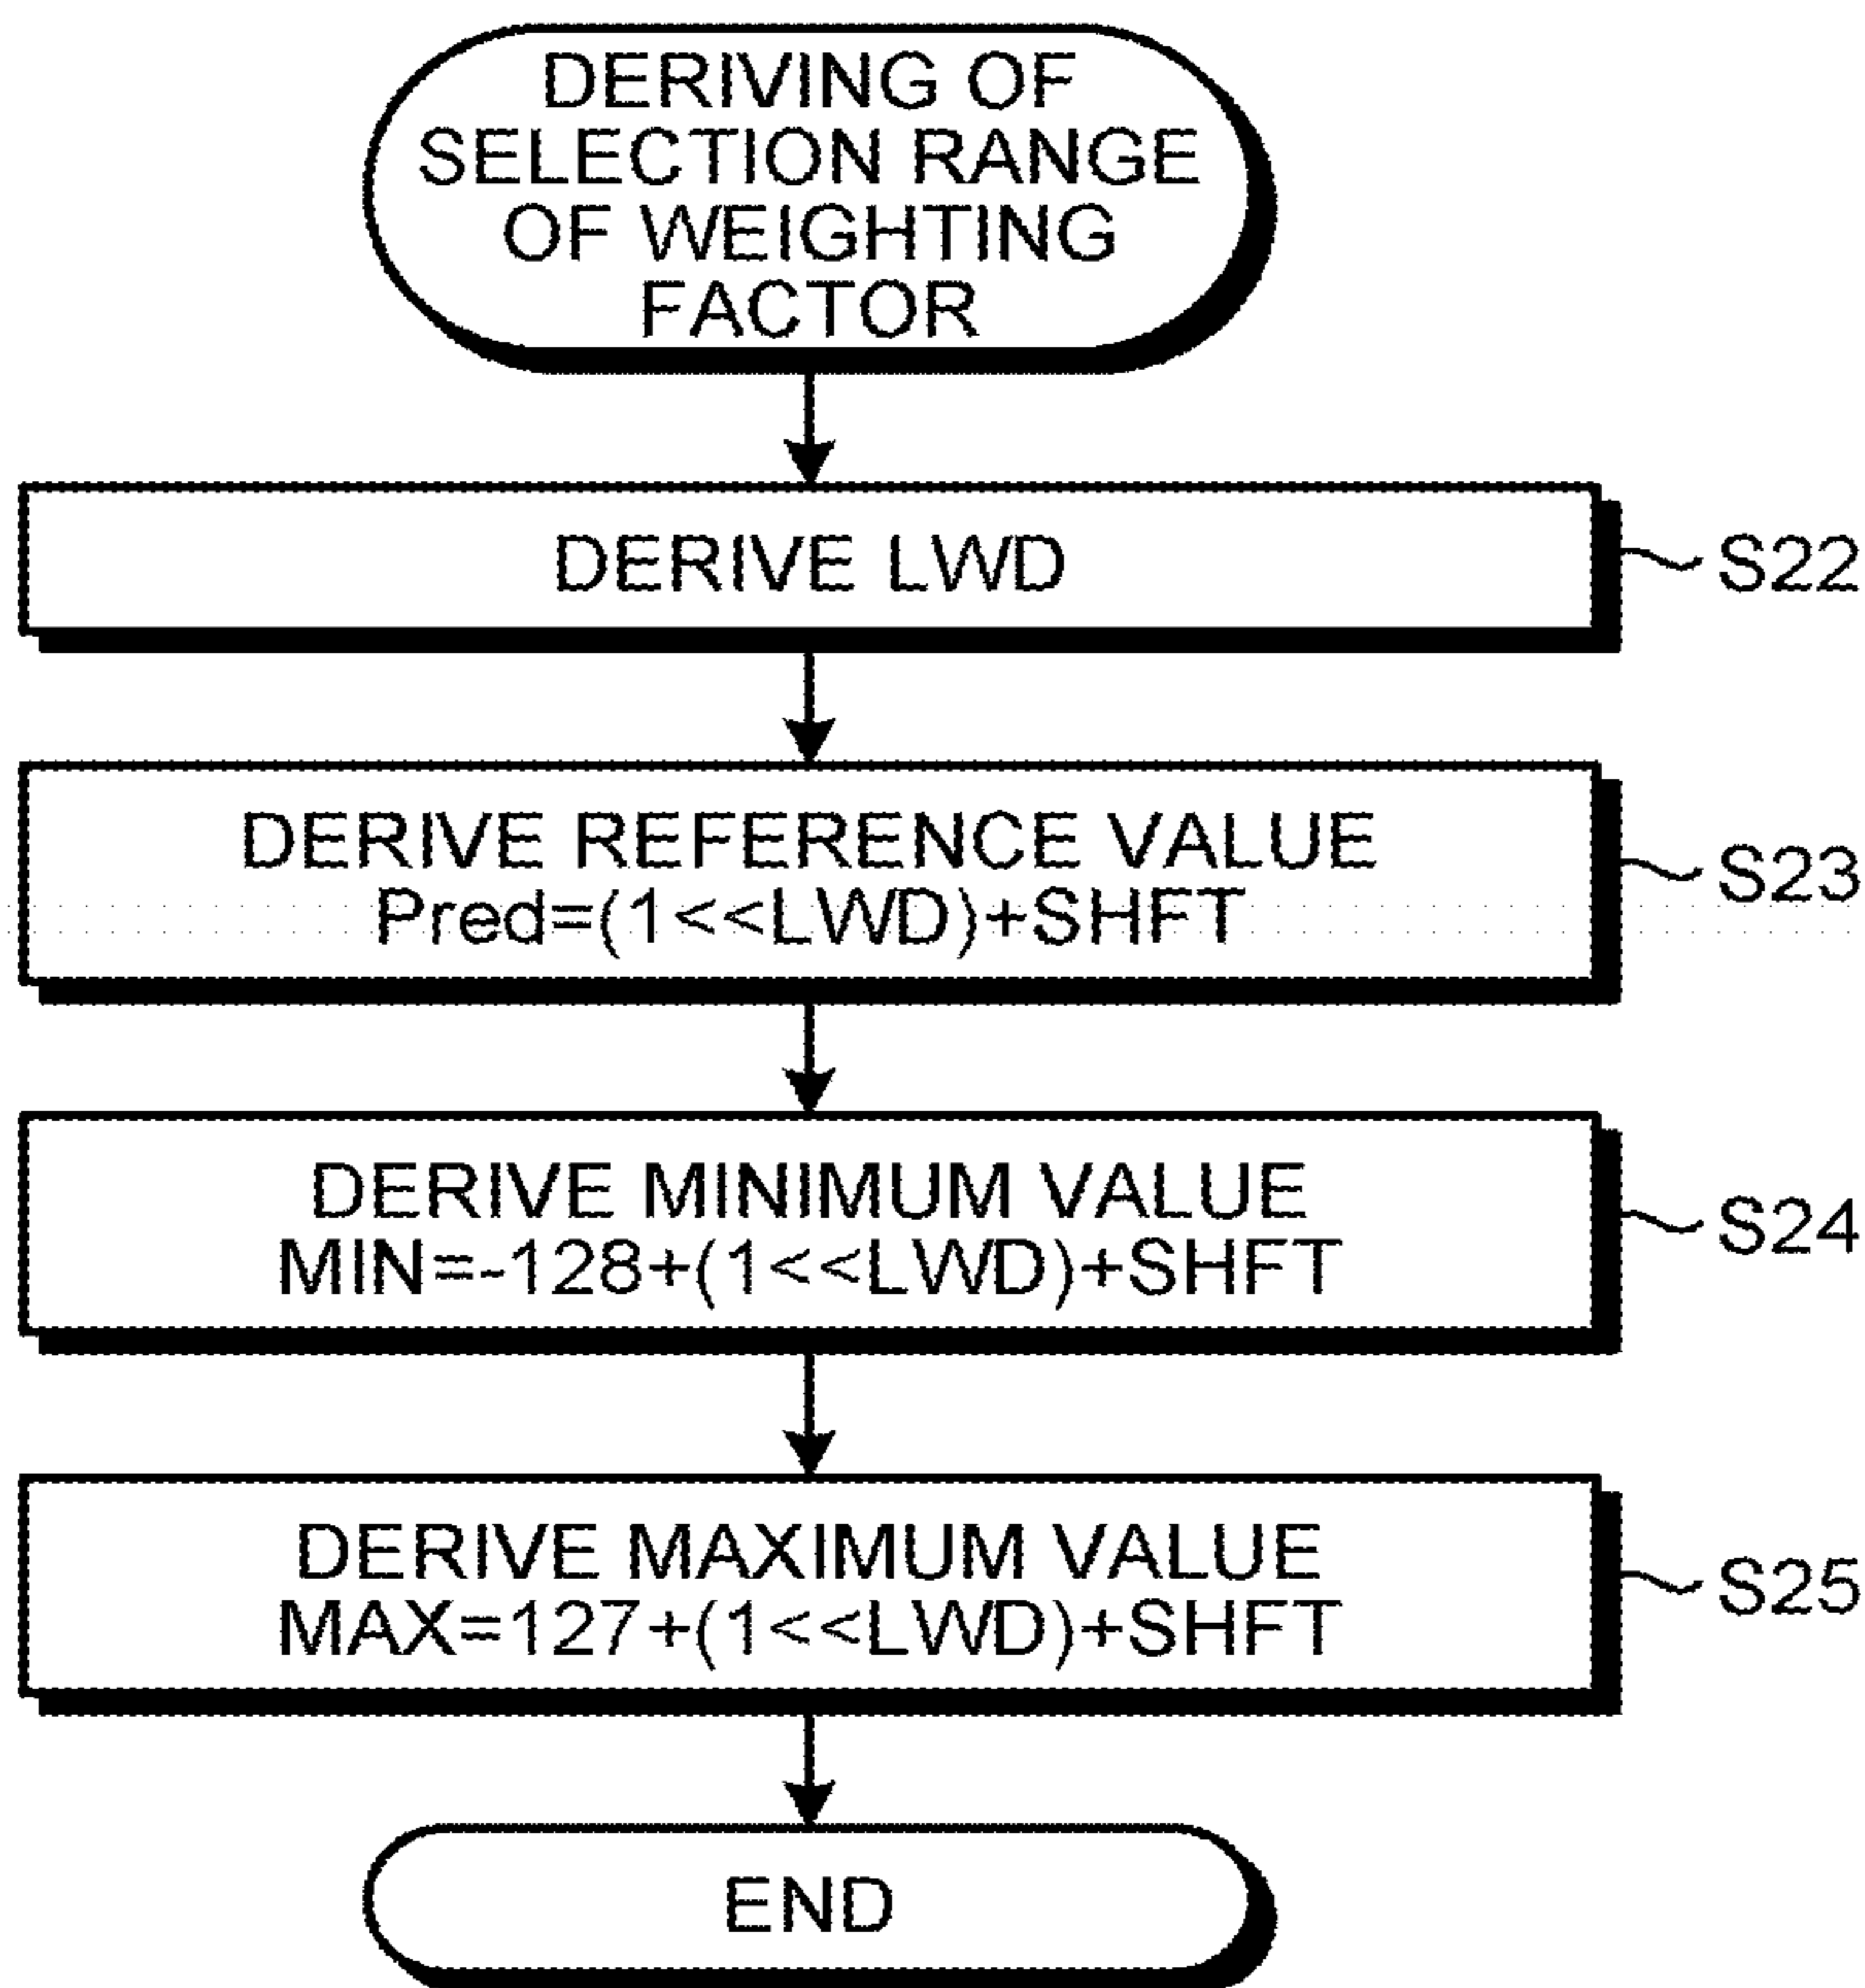 DERIVING OF
SELECTION RANGE
OF WEIGHTING
FACTOR
DERIVE LWD
S22
DERIVE REFERENCE VALUE
Pred=(1<<LWD)+SHFT
S23
DERIVE MINIMUM VALUE
MIN=-128+(1<<LWD)+SHFT
S24
DERIVE MAXIMUM VALUE
MAX=127+(1<<LWD)+SHFT
S25
END